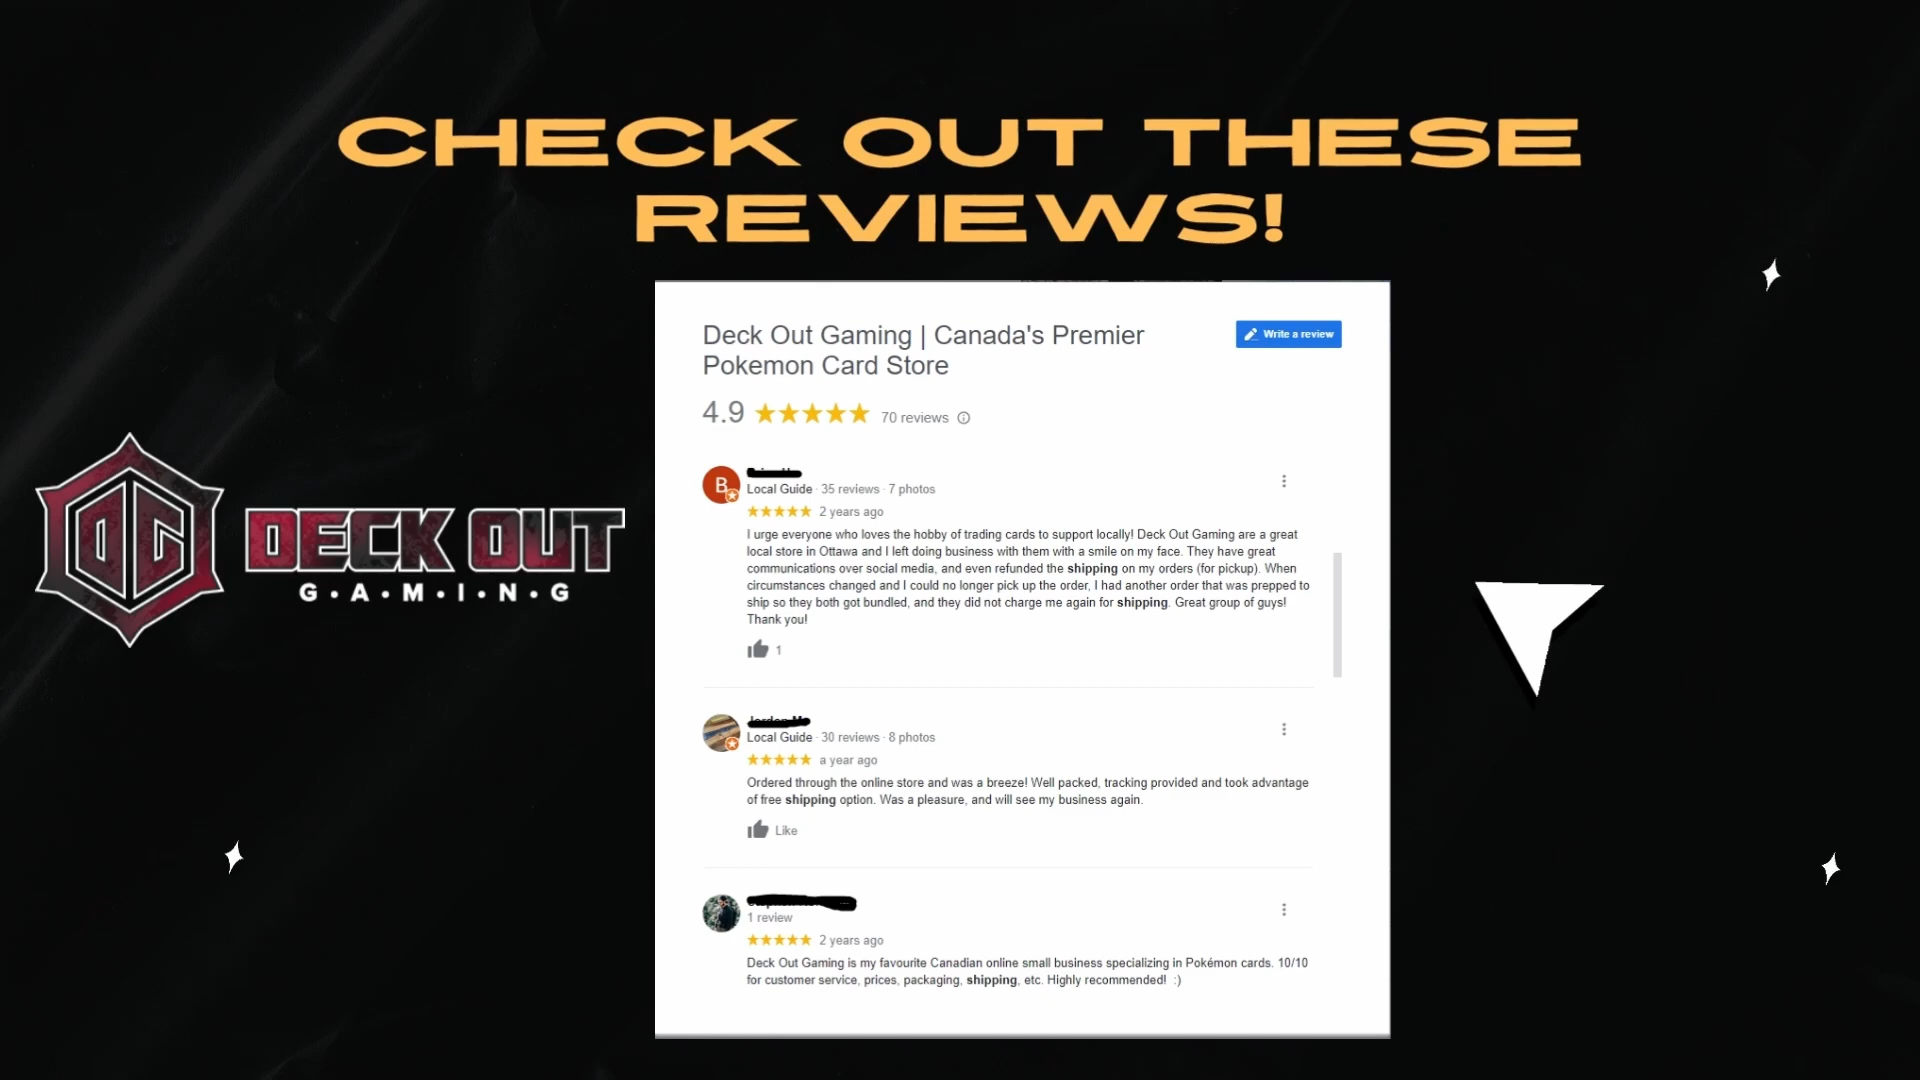 CHECK OUT THESE
REVIEWS!
DG
DECK OUT
G·A·M·I·N·G
Deck Out Gaming | Canada's Premier
Pokemon Card Store
Write a review
4.9 70 reviews
B
Local Guide · 35 reviews · 7 photos
2 years ago
I urge everyone who loves the hobby of trading cards to support locally! Deck Out Gaming are a great
local store in Ottawa and I left doing business with them with a smile on my face. They have great
communications over social media, and even refunded the shipping on my orders (for pickup). When
circumstances changed and I could no longer pick up the order, I had another order that was prepped to
ship so they both got bundled, and they did not charge me again for shipping. Great group of guys!
Thank you!
1
Local Guide · 30 reviews · 8 photos
a year ago
Ordered through the online store and was a breeze! Well packed, tracking provided and took advantage
of free shipping option. Was a pleasure, and will see my business again.
Like
1 review
2 years ago
Deck Out Gaming is my favourite Canadian online small business specializing in Pokémon cards. 10/10
for customer service, prices, packaging, shipping, etc. Highly recommended! :)